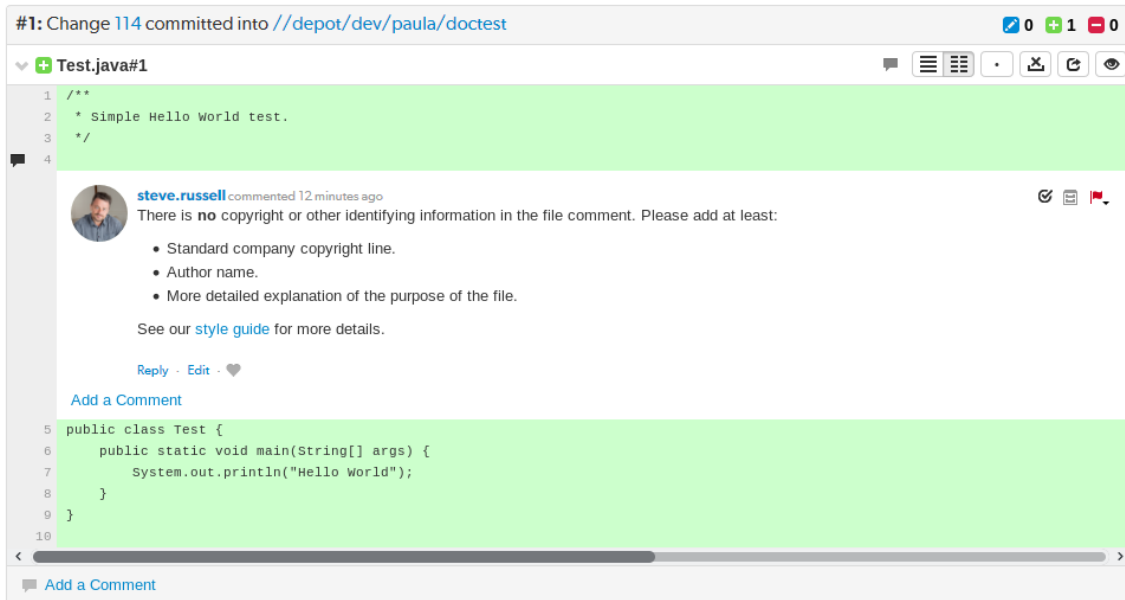 #1: Change 114 committed into //depot/dev/paula/doctest 0 1 0
Test.java#1
1 /**
2 * Simple Hello World test.
3 */
4
steve.russell commented 12 minutes ago
There is no copyright or other identifying information in the file comment. Please add at least:
• Standard company copyright line.
• Author name.
• More detailed explanation of the purpose of the file.
See our style guide for more details.
Reply · Edit ·
Add a Comment
5 public class Test {
6     public static void main(String[] args) {
7         System.out.println("Hello World");
8     }
9 }
10
Add a Comment